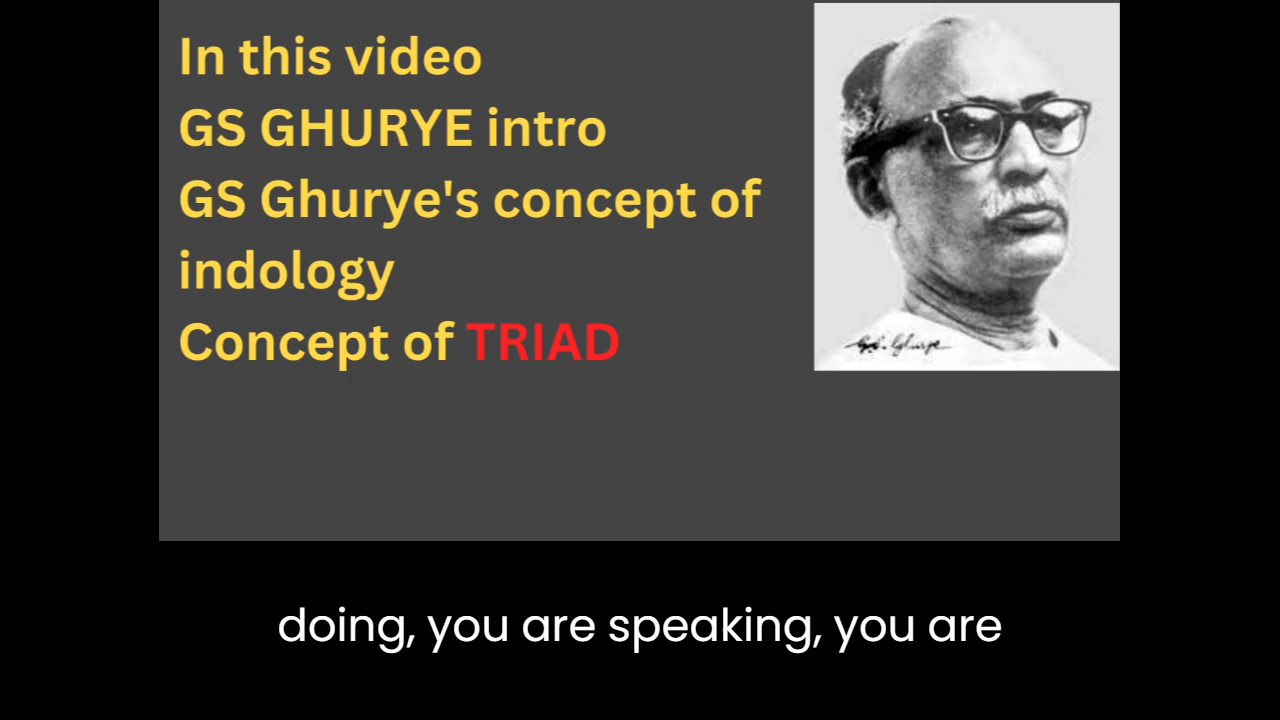 In this video
GS GHURYE intro
GS Ghurye's concept of
indology
Concept of TRIAD
G.S. Ghurye
doing, you are speaking, you are